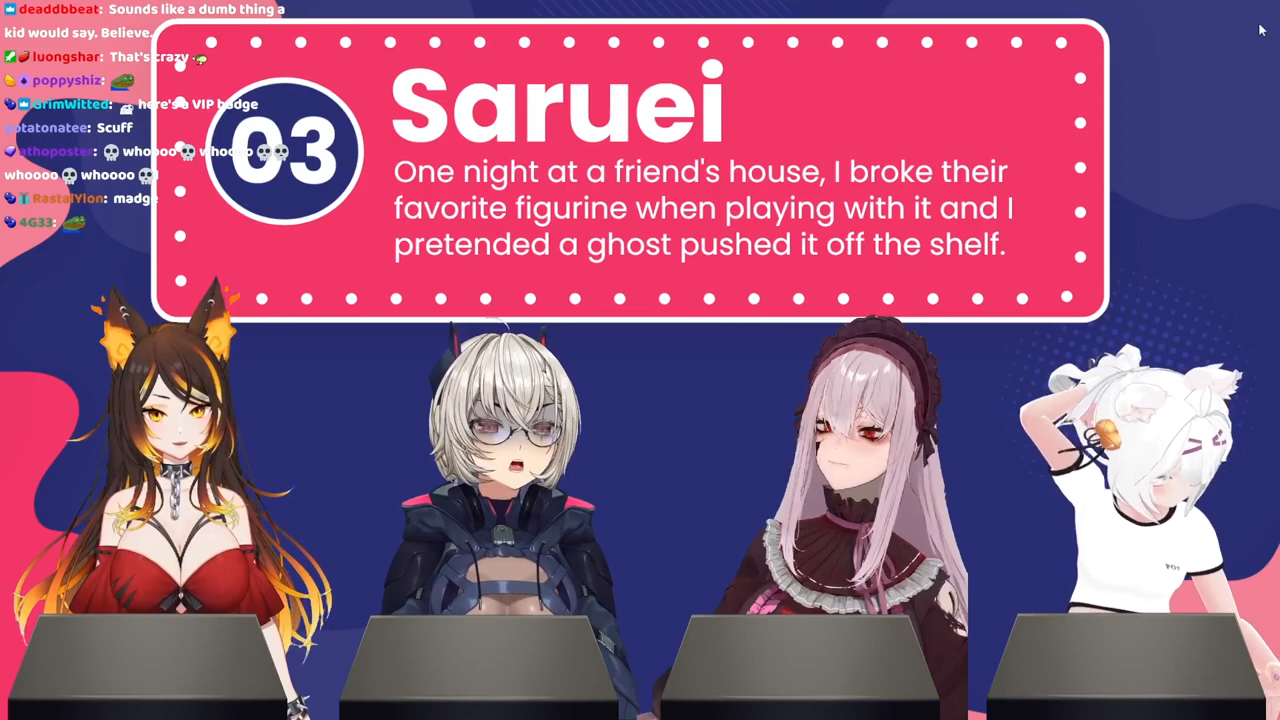 deaddbbeat: Sounds like a dumb thing a
kid would say. Believe.
luongshar: That's crazy
poppyshiz:
GrimWitted: here's a VIP badge
potatonatee: Scuff
athoposter: whoooo whoooo
whoooo whoooo
RastaiYlon: madge
4G33:
03
Saruei
One night at a friend's house, I broke their
favorite figurine when playing with it and I
pretended a ghost pushed it off the shelf.